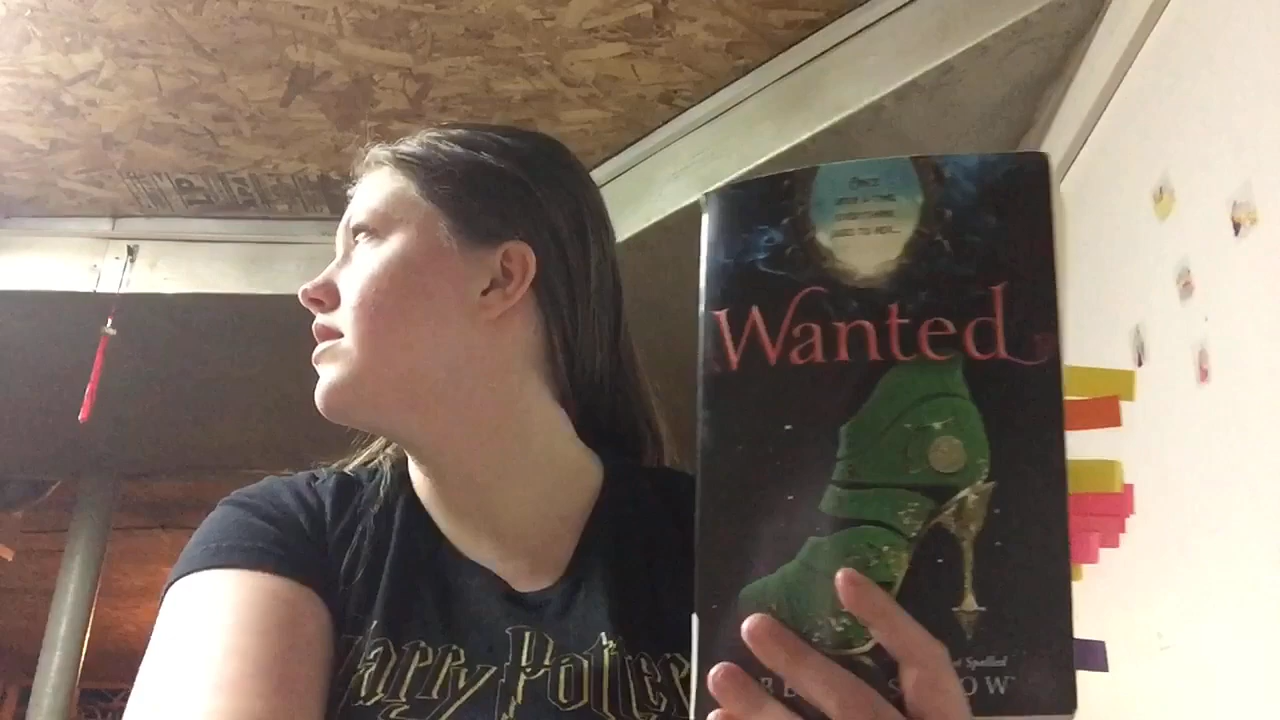 ONCE
UPON A TIME,
EVERYTHING
USED TO BE...
Wanted
Harry Potter
Spelled